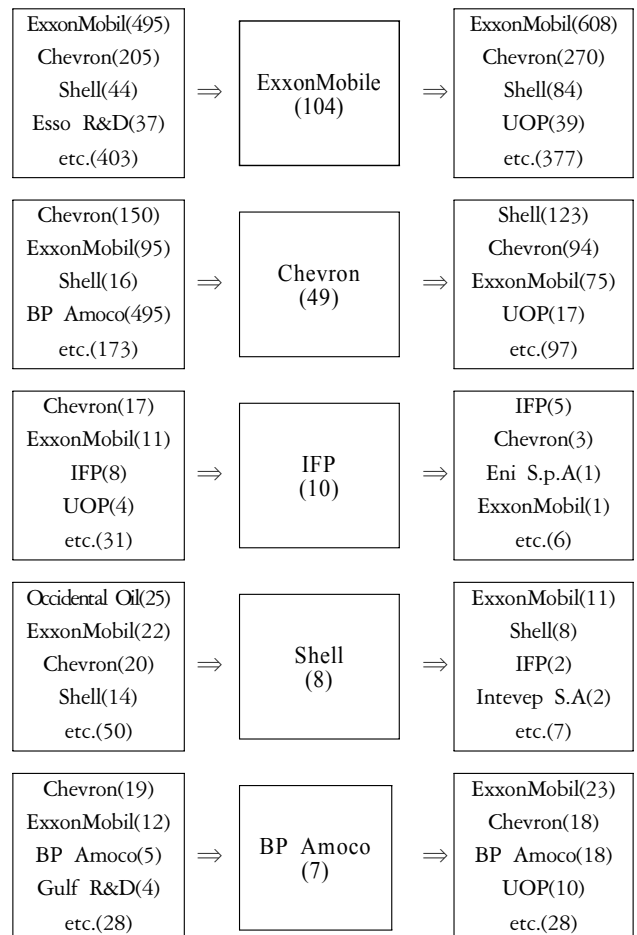 ExxonMobil(495)
Chevron(205)
Shell(44)
Esso R&D(37)
etc.(403)
⇒
ExxonMobile
(104)
⇒
ExxonMobil(608)
Chevron(270)
Shell(84)
UOP(39)
etc.(377)
Chevron(150)
ExxonMobil(95)
Shell(16)
BP Amoco(495)
etc.(173)
⇒
Chevron
(49)
⇒
Shell(123)
Chevron(94)
ExxonMobil(75)
UOP(17)
etc.(97)
Chevron(17)
ExxonMobil(11)
IFP(8)
UOP(4)
etc.(31)
⇒
IFP
(10)
⇒
IFP(5)
Chevron(3)
Eni S.p.A(1)
ExxonMobil(1)
etc.(6)
Occidental Oil(25)
ExxonMobil(22)
Chevron(20)
Shell(14)
etc.(50)
⇒
Shell
(8)
⇒
ExxonMobil(11)
Shell(8)
IFP(2)
Intevep S.A(2)
etc.(7)
Chevron(19)
ExxonMobil(12)
BP Amoco(5)
Gulf R&D(4)
etc.(28)
⇒
BP Amoco
(7)
⇒
ExxonMobil(23)
Chevron(18)
BP Amoco(18)
UOP(10)
etc.(28)